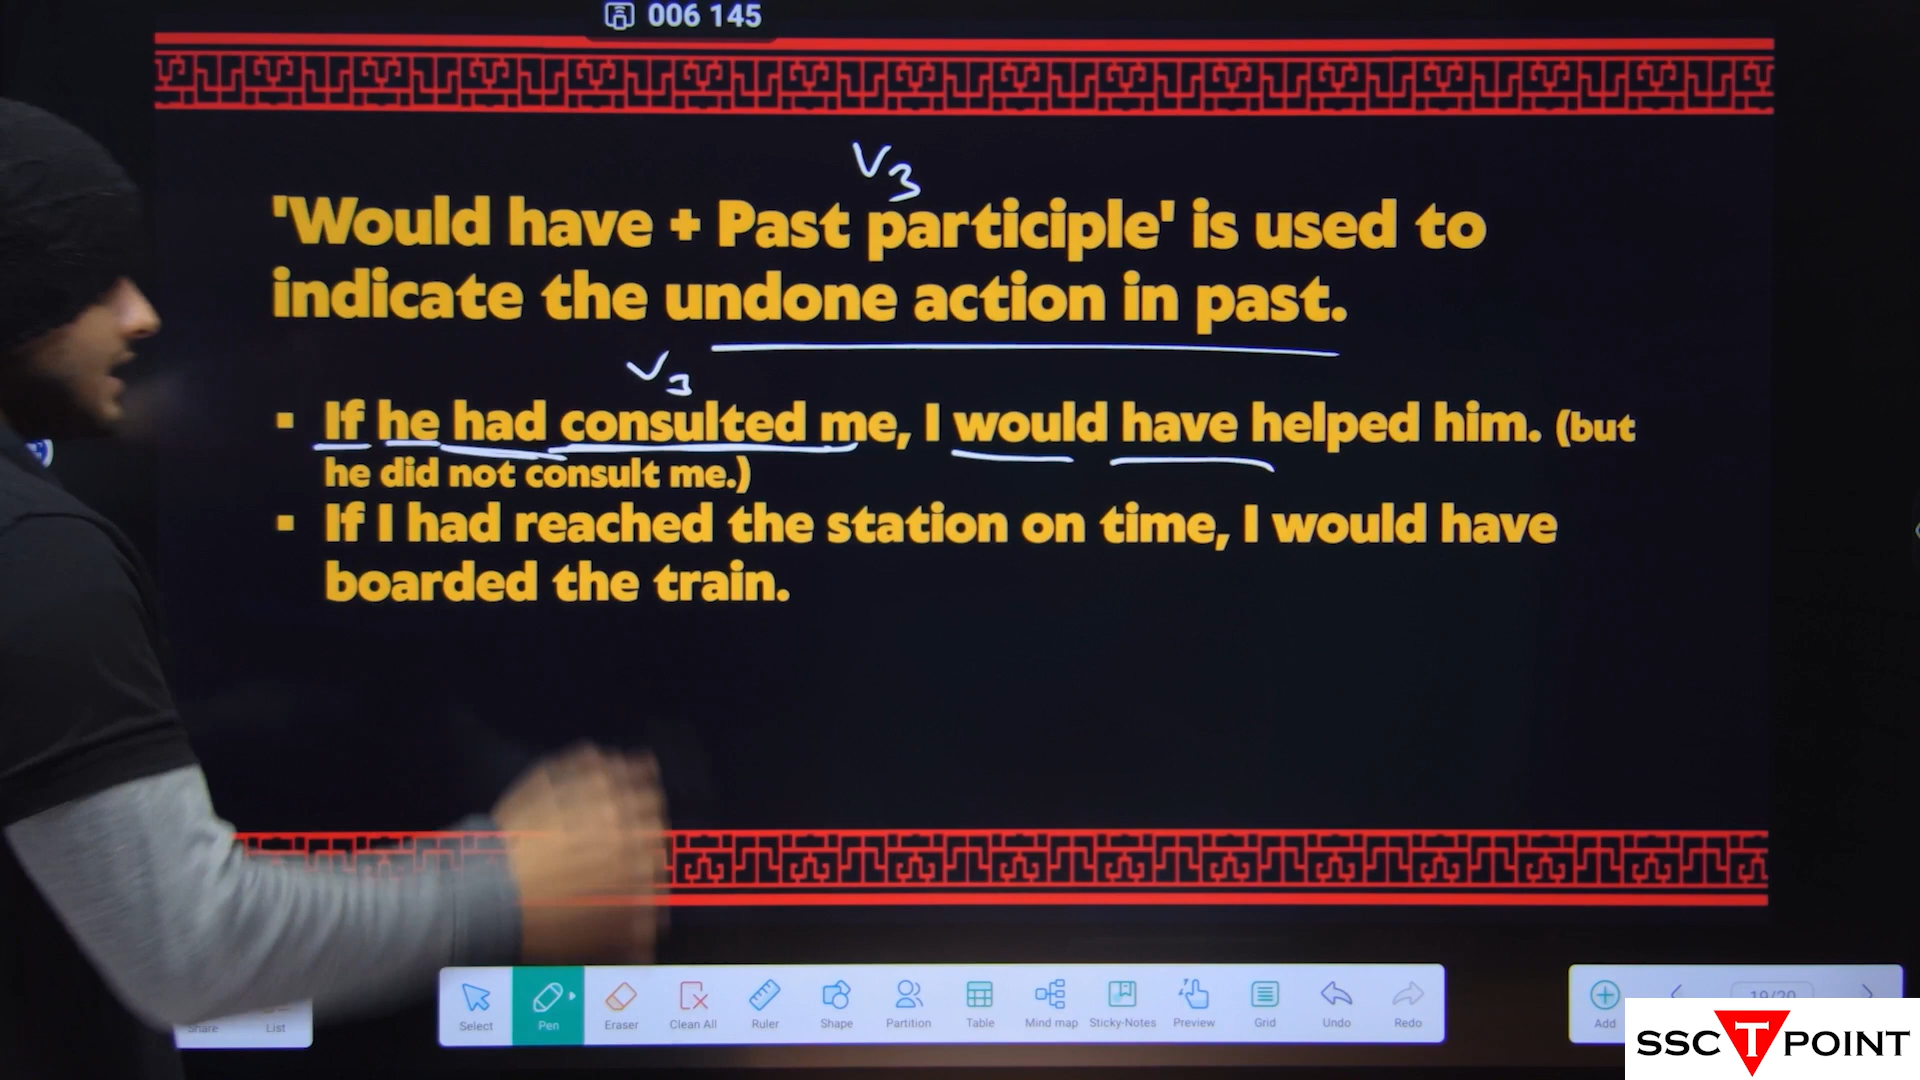 006 145
V3
'Would have + Past participle' is used to
indicate the undone action in past.
V3
▪ If he had consulted me, I would have helped him. (but
he did not consult me.)
▪ If I had reached the station on time, I would have
boarded the train.
Share List Select Pen Eraser Clean All Ruler Shape Partition Table Mind map Sticky-Notes Preview Grid Undo Redo Add
19/20
SSC T POINT